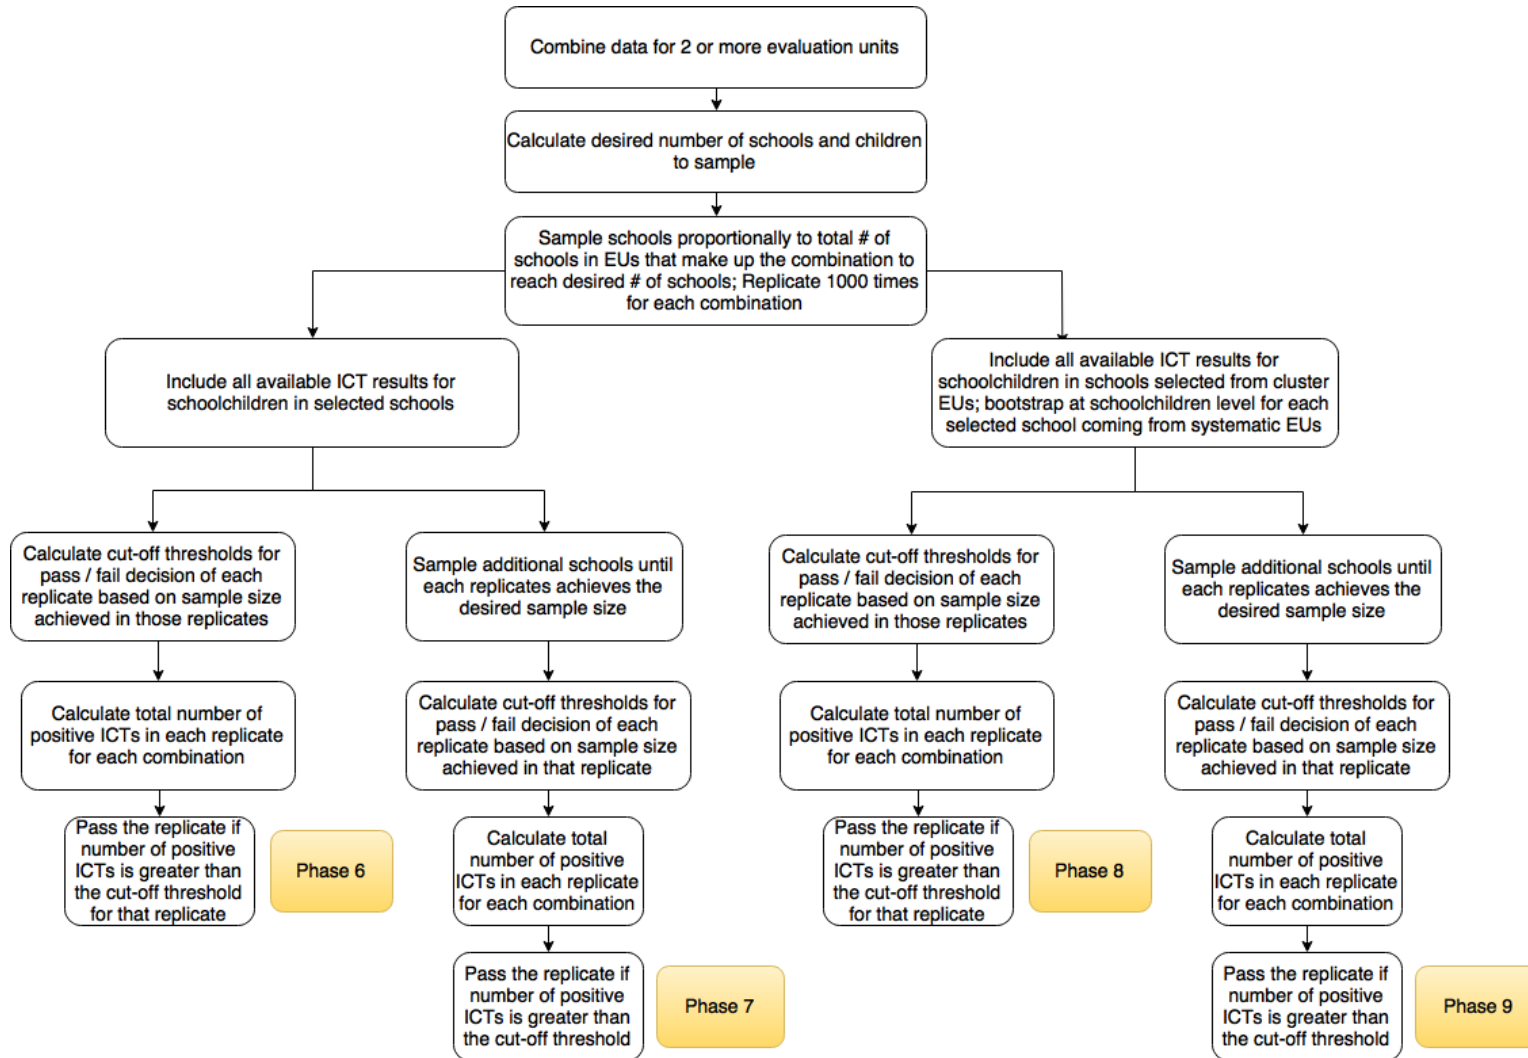 Combine data for 2 or more evaluation units
Calculate desired number of schools and children
to sample
Sample schools proportionally to total # of
schools in EUs that make up the combination to
reach desired # of schools; Replicate 1000 times
for each combination
Include all available ICT results for
schoolchildren in selected schools
Include all available ICT results for
schoolchildren in schools selected from cluster
EUs; bootstrap at schoolchildren level for each
selected school coming from systematic EUs
Calculate cut-off thresholds for
pass / fail decision of each
replicate based on sample size
achieved in those replicates
Sample additional schools until
each replicates achieves the
desired sample size
Calculate cut-off thresholds for
pass / fail decision of each
replicate based on sample size
achieved in those replicates
Sample additional schools until
each replicates achieves the
desired sample size
Calculate total number of
positive ICTs in each replicate
for each combination
Calculate cut-off thresholds for
pass / fail decision of each
replicate based on sample size
achieved in that replicate
Calculate total number of
positive ICTs in each replicate
for each combination
Calculate cut-off thresholds for
pass / fail decision of each
replicate based on sample size
achieved in that replicate
Pass the replicate if
number of positive
ICTs is greater than
the cut-off threshold
for that replicate
Phase 6
Calculate total
number of positive
ICTs in each replicate
for each combination
Pass the replicate if
number of positive
ICTs is greater than
the cut-off threshold
for that replicate
Phase 8
Calculate total
number of positive
ICTs in each replicate
for each combination
Pass the replicate if
number of positive
ICTs is greater than
the cut-off threshold
Phase 7
Pass the replicate if
number of positive
ICTs is greater than
the cut-off threshold
Phase 9